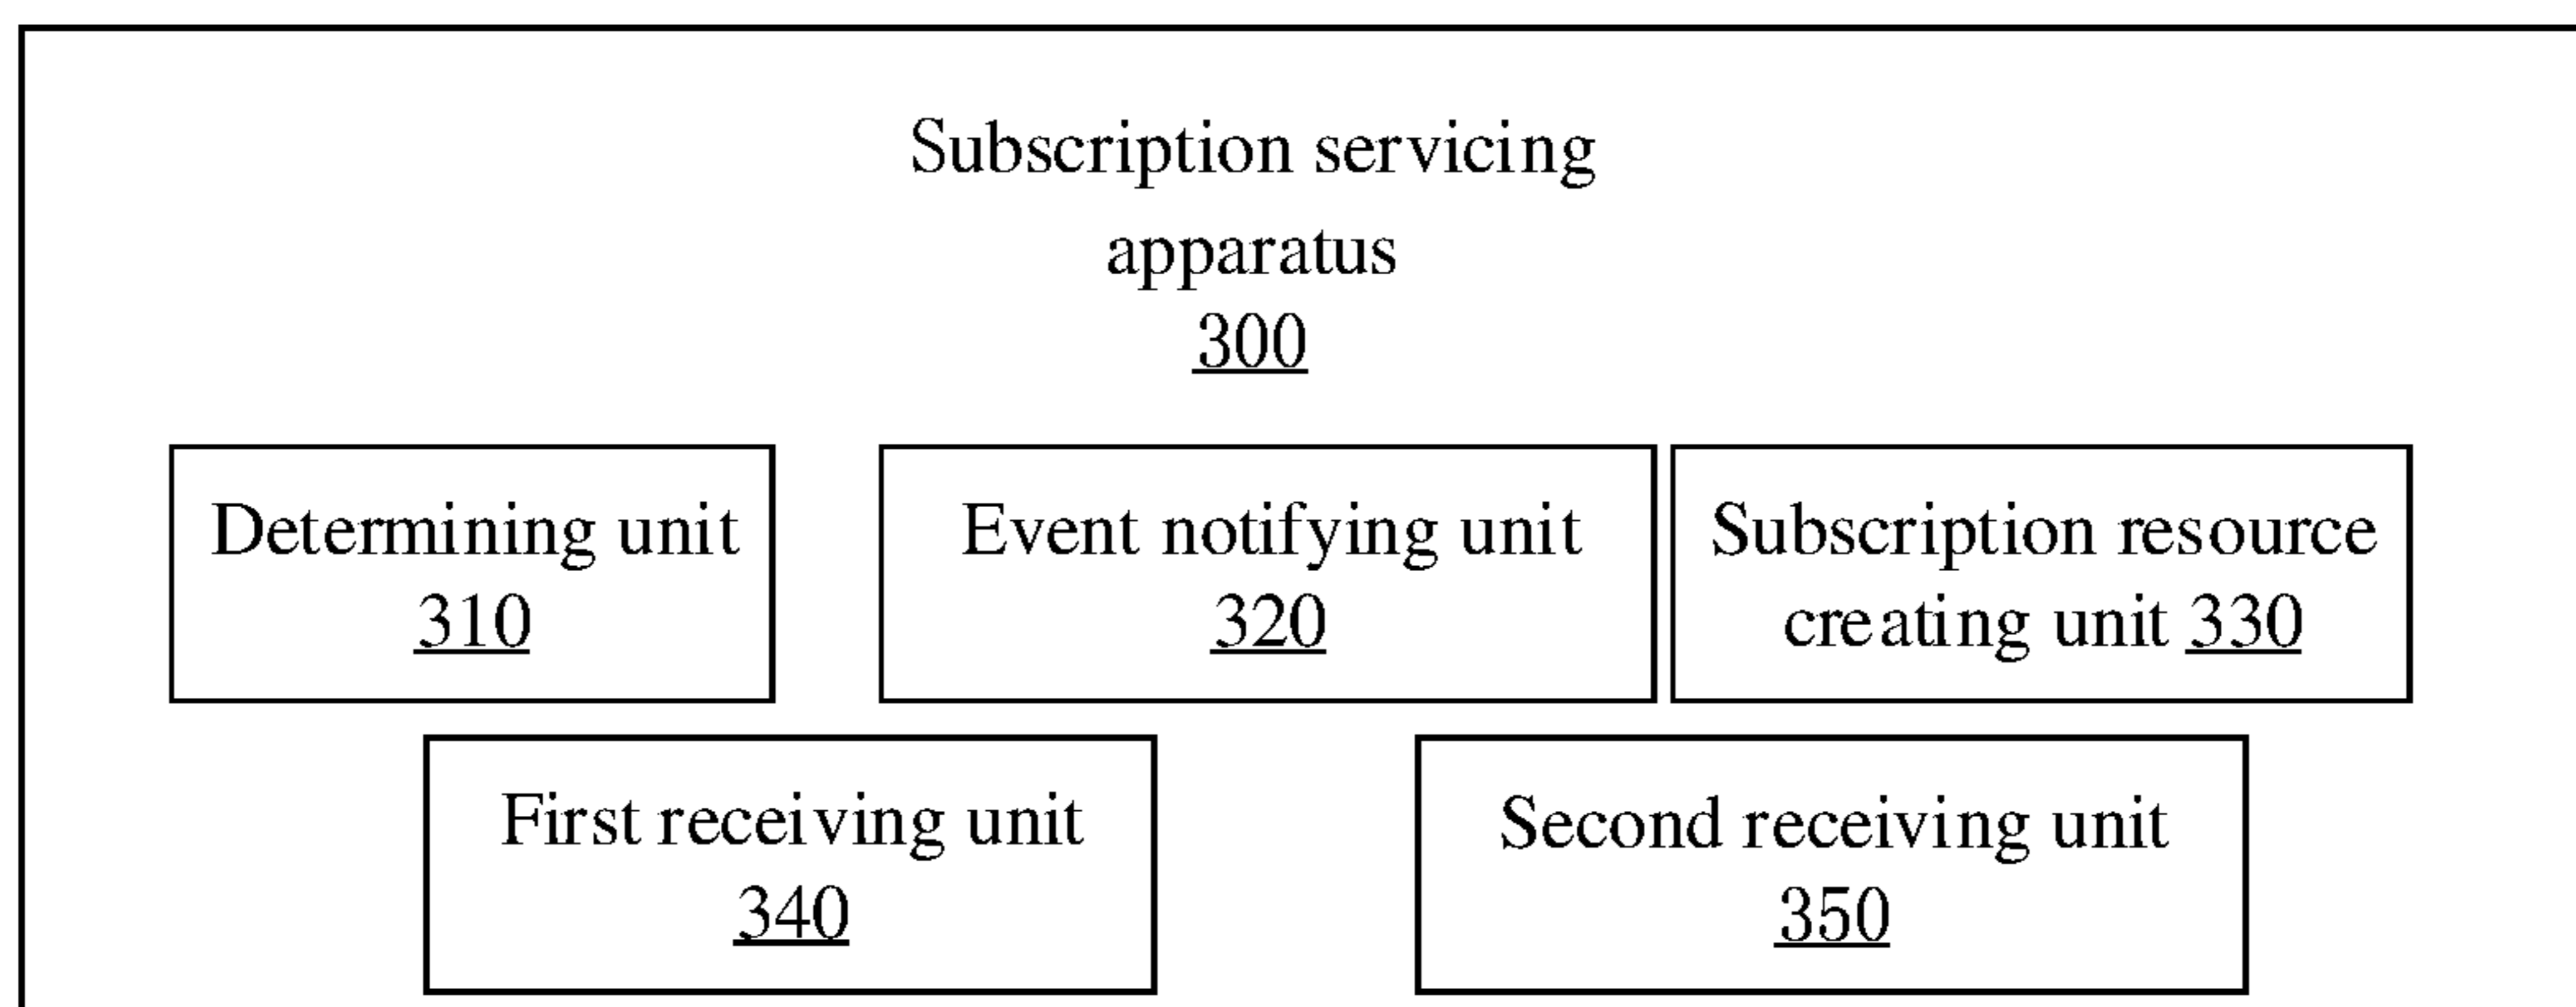 Subscription servicing
apparatus
300
Determining unit
310
Event notifying unit
320
Subscription resource
creating unit 330
First receiving unit
340
Second receiving unit
350